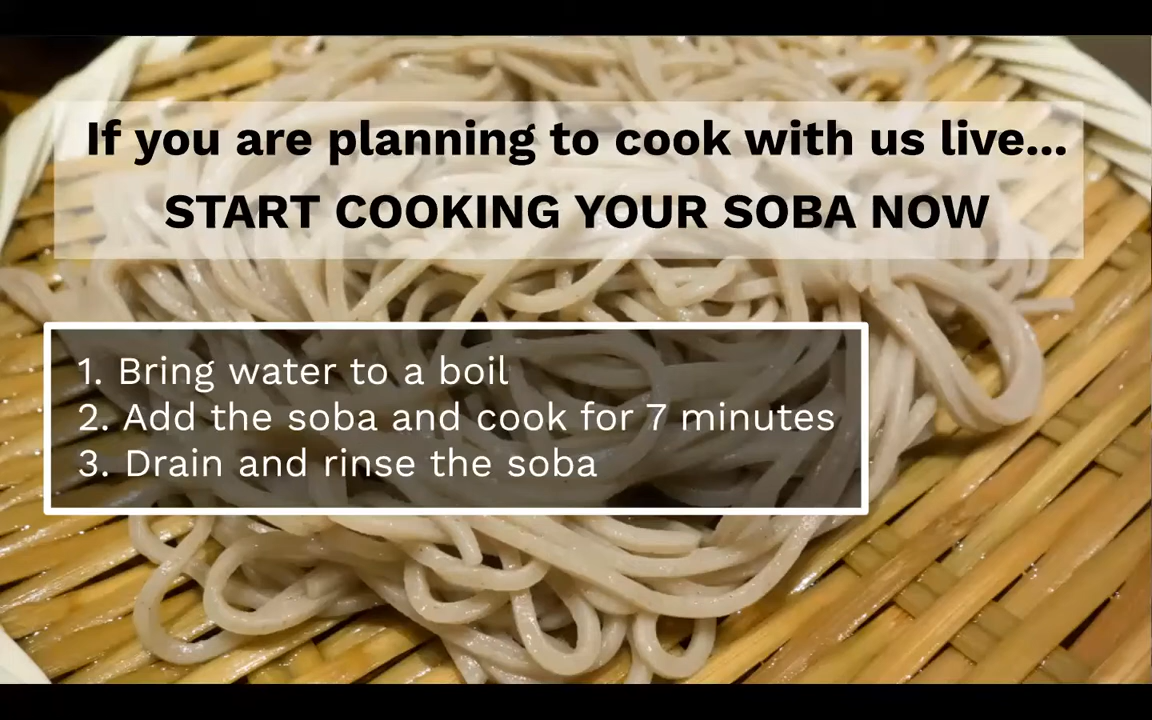 If you are planning to cook with us live...
START COOKING YOUR SOBA NOW
1. Bring water to a boil
2. Add the soba and cook for 7 minutes
3. Drain and rinse the soba